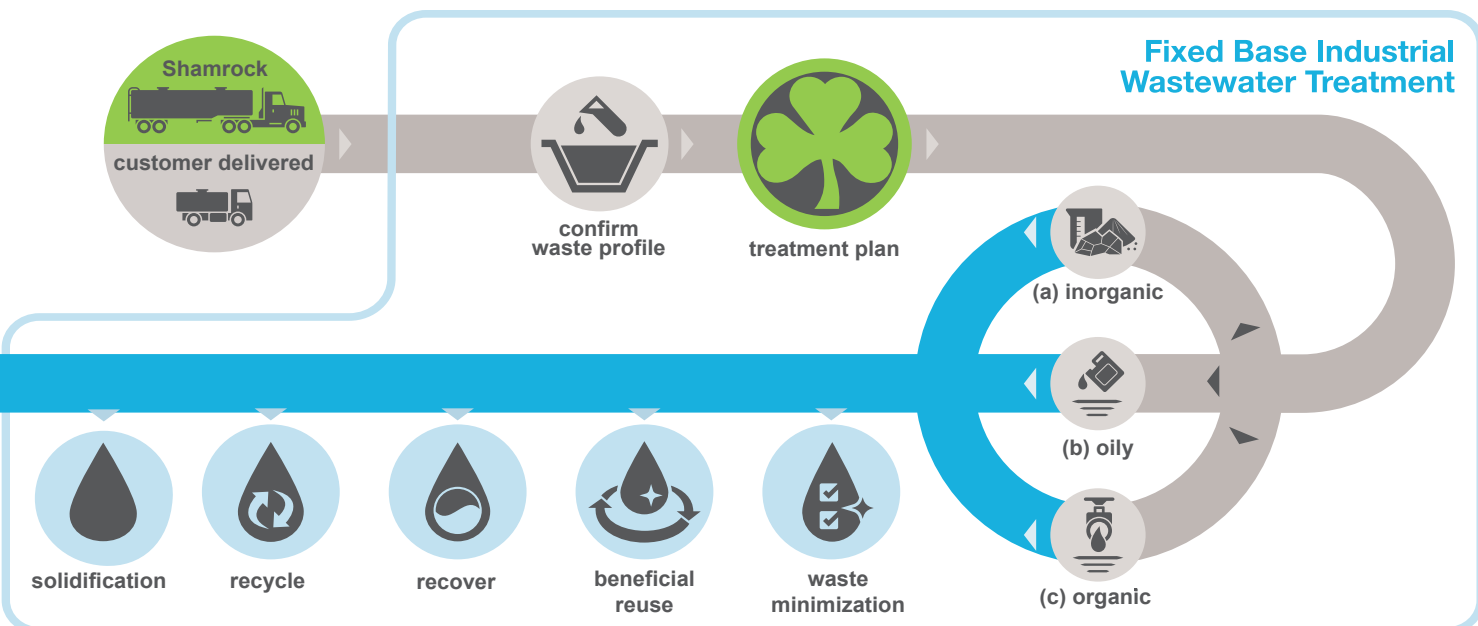 Fixed Base Industrial
Wastewater Treatment
Shamrock
customer delivered
confirm
waste profile
treatment plan
(a) inorganic
(b) oily
(c) organic
solidification
recycle
recover
beneficial
reuse
waste
minimization